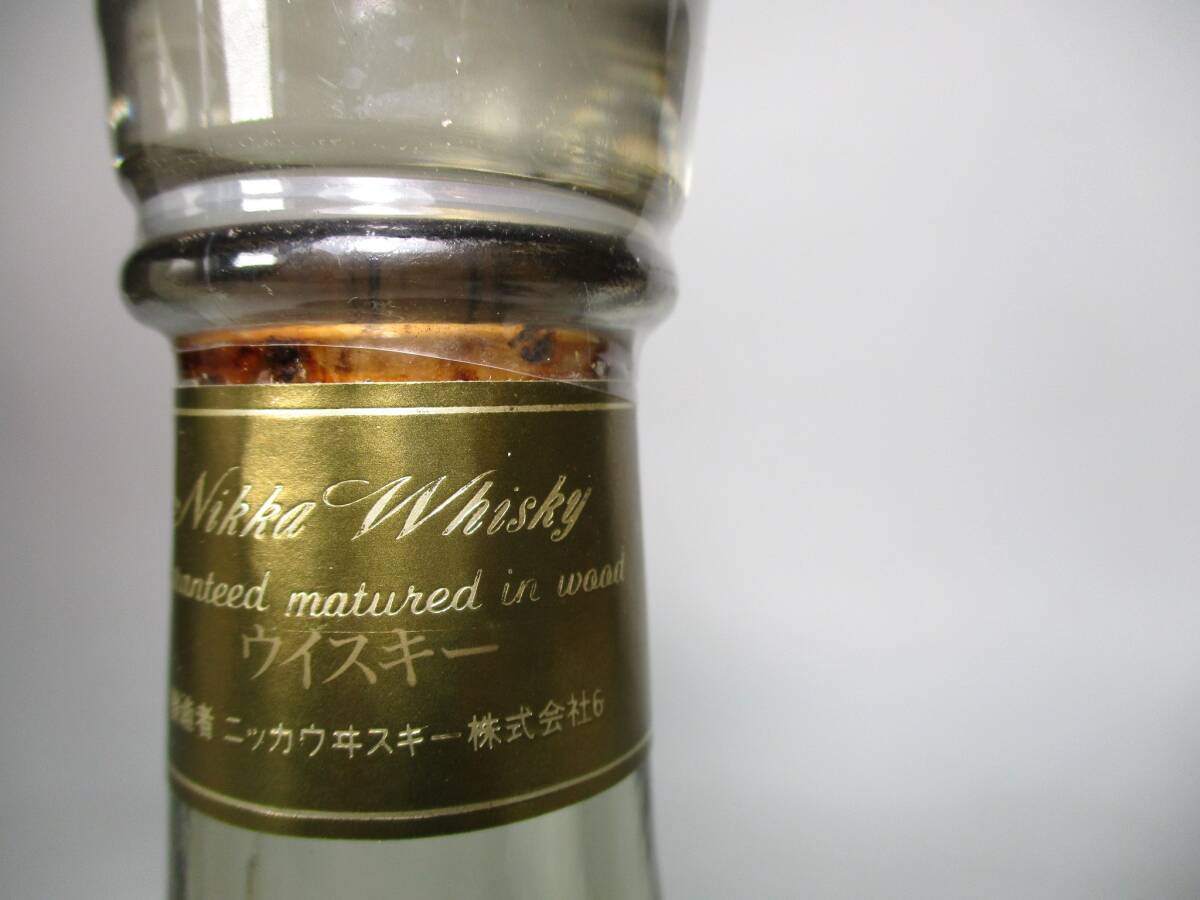 Nikka Whisky
matured in wood
ウイスキー
ニッカウヰスキー株式会社6